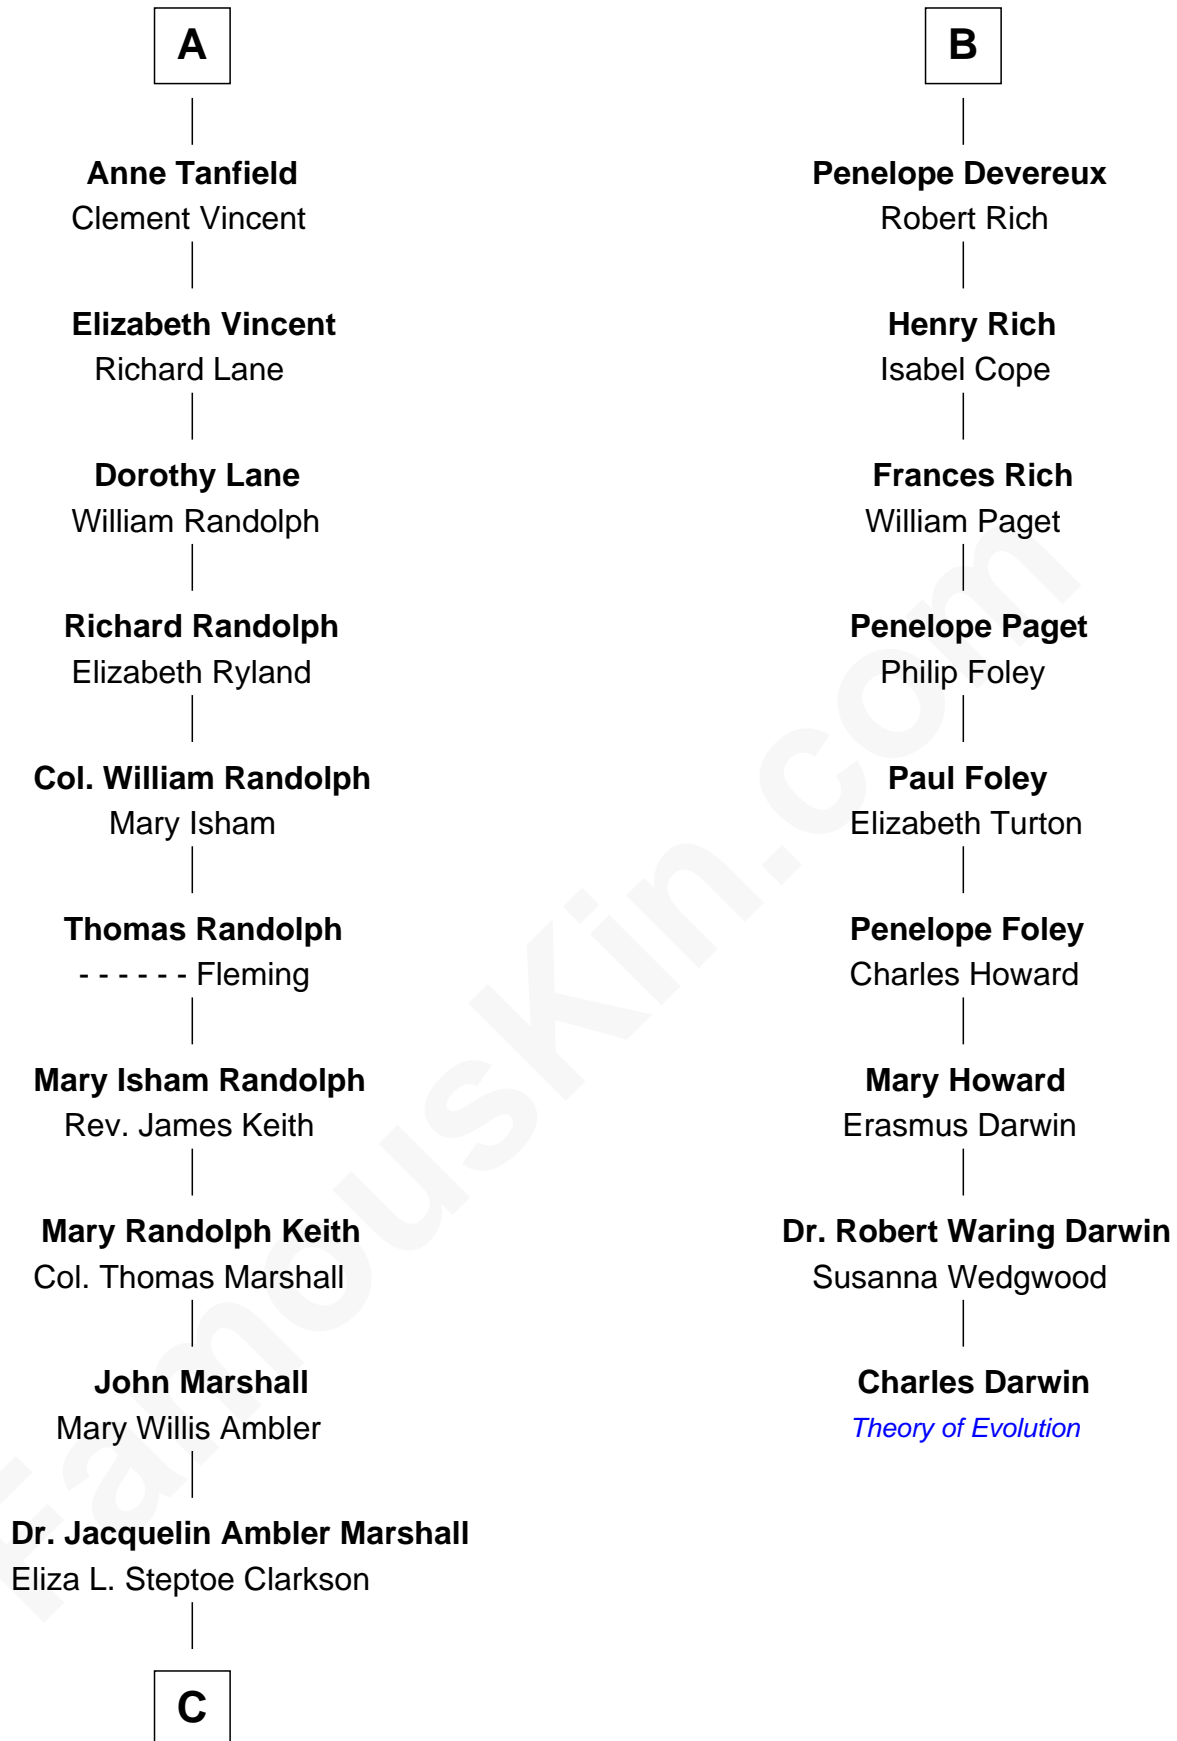 A
Anne Tanfield
Clement Vincent
Elizabeth Vincent
Richard Lane
Dorothy Lane
William Randolph
Richard Randolph
Elizabeth Ryland
Col. William Randolph
Mary Isham
Thomas Randolph
- - - - - - Fleming
Mary Isham Randolph
Rev. James Keith
Mary Randolph Keith
Col. Thomas Marshall
John Marshall
Mary Willis Ambler
Dr. Jacquelin Ambler Marshall
Eliza L. Steptoe Clarkson
C
B
Penelope Devereux
Robert Rich
Henry Rich
Isabel Cope
Frances Rich
William Paget
Penelope Paget
Philip Foley
Paul Foley
Elizabeth Turton
Penelope Foley
Charles Howard
Mary Howard
Erasmus Darwin
Dr. Robert Waring Darwin
Susanna Wedgwood
Charles Darwin
Theory of Evolution
FamousKin.com